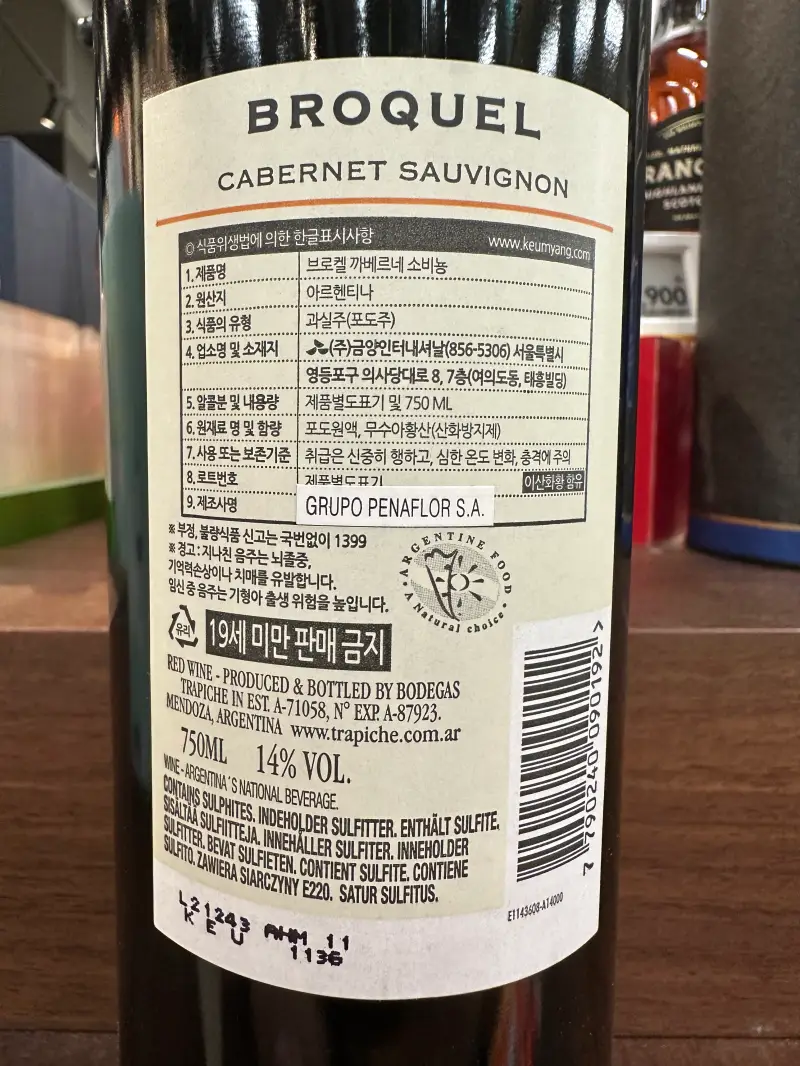 BROQUEL
CABERNET SAUVIGNON
© 식품위생법에 의한 한글표시사항 www.keumyang.com
1. 제품명 브로켈 까베르네 소비뇽
2. 원산지 아르헨티나
3. 식품의 유형 과실주(포도주)
4. 업소명 및 소재지 (주)금양인터내셔날(856-5306) 서울특별시
영등포구 의사당대로 8, 7층(여의도동, 태흥빌딩)
5. 알콜분 및 내용량 제품별도표기 및 750 ML
6. 원재료 명 및 함량 포도원액, 무수아황산(산화방지제)
7. 사용 또는 보존기준 취급은 신중히 행하고, 심한 온도 변화, 충격에 주의
8. 로트번호 제품별도표기 이산화황 함유
9. 제조사명 GRUPO PENAFLOR S.A.
※ 부정, 불량식품 신고는 국번없이 1399
※ 경고 : 지나친 음주는 뇌졸중,
기억력손상이나 치매를 유발합니다.
임신 중 음주는 기형아 출생 위험을 높입니다.
ARGENTINE FOOD
A Natural choice
유리
19세 미만 판매 금지
RED WINE - PRODUCED & BOTTLED BY BODEGAS
TRAPICHE IN EST. A-71058, N° EXP. A-87923.
MENDOZA, ARGENTINA www.trapiche.com.ar
750ML 14% VOL.
WINE - ARGENTINA´S NATIONAL BEVERAGE.
CONTAINS SULPHITES. INDEHOLDER SULFITTER. ENTHÄLT SULFITE.
SISÄLTÄÄ SULFIITTEJA. INNEHÅLLER SULFITER. INNEHOLDER
SULFITTER. BEVAT SULFIETEN. CONTIENT SULFITE. CONTIENE
SULFITO. ZAWIERA SIARCZYNY E220. SATUR SULFITUS.
7 790240 090192 >
E1143608-A14000
L21243 AHM 11
KEU 1136
900